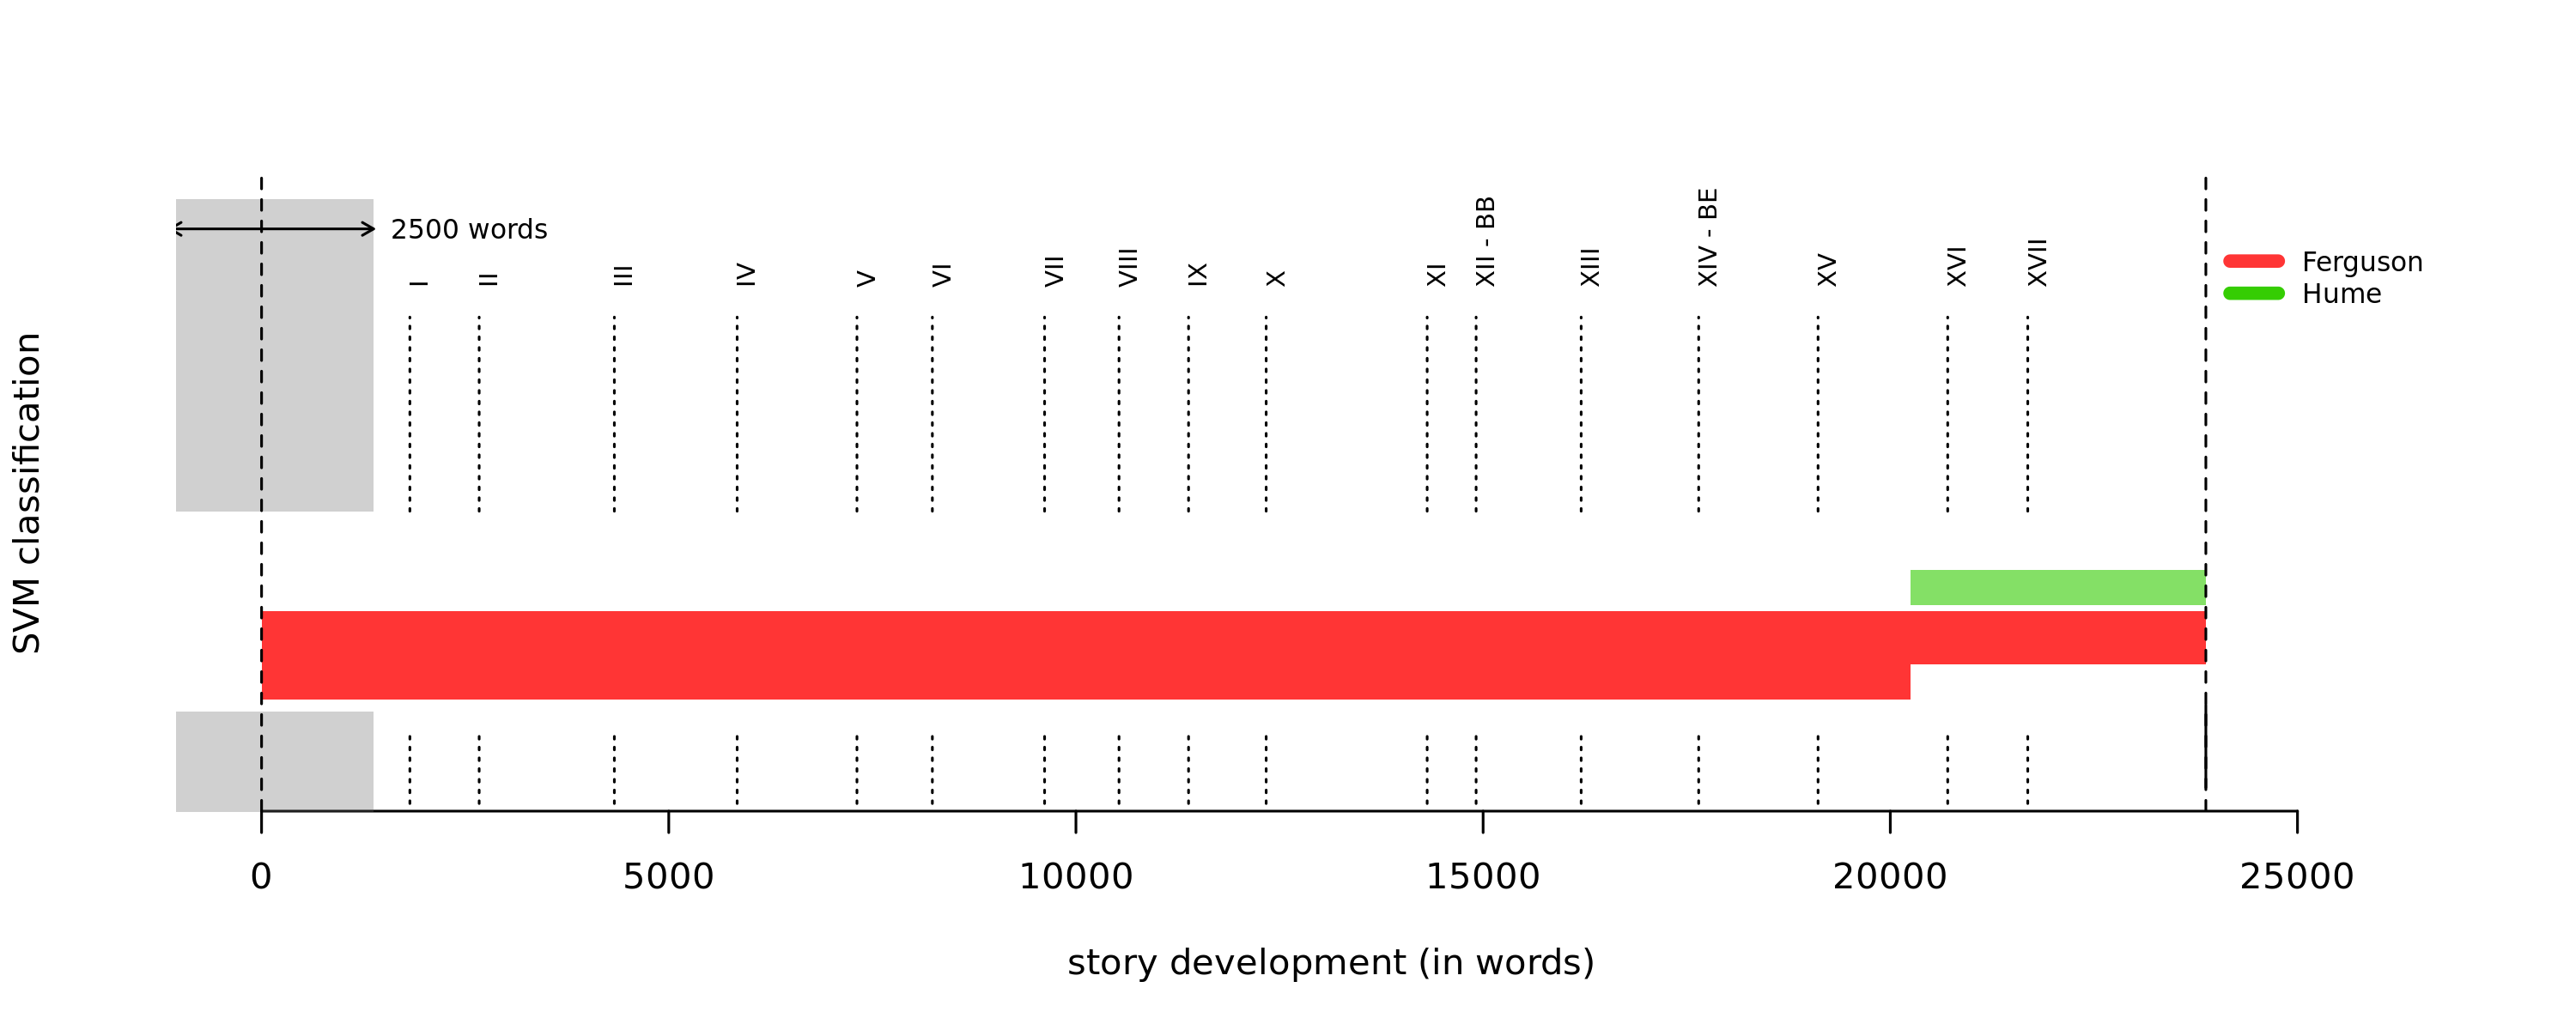 2500 words
I
II
III
IV
V
VI
VII
VIII
IX
X
XI
XII - BB
XIII
XIV - BE
XV
XVI
XVII
Ferguson
Hume
SVM classification
0
5000
10000
15000
20000
25000
story development (in words)